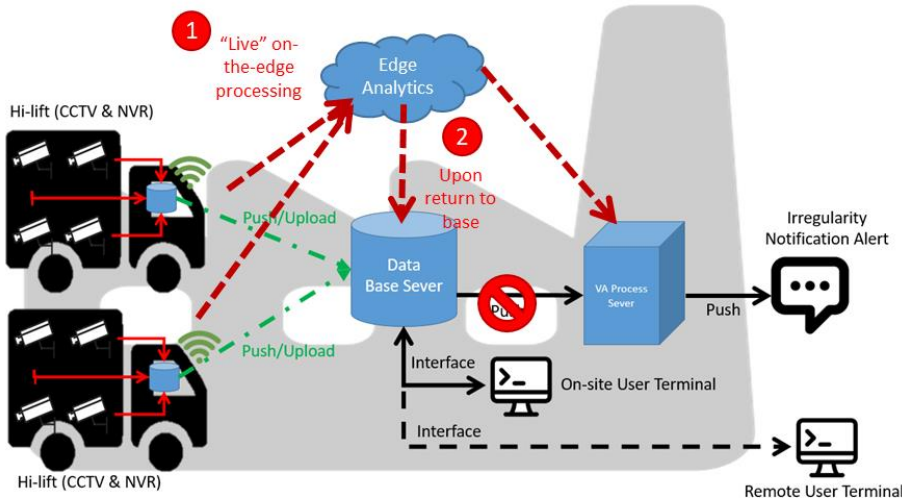 1
"Live" on-
the-edge
processing
Edge
Analytics
Hi-lift (CCTV & NVR)
2
Upon
return to
base
Push/Upload
Data
Base Sever
Irregularity
Notification Alert
VA Process
Sever
Push
Push/Upload
Interface
On-site User Terminal
Interface
Hi-lift (CCTV & NVR)
Remote User Terminal